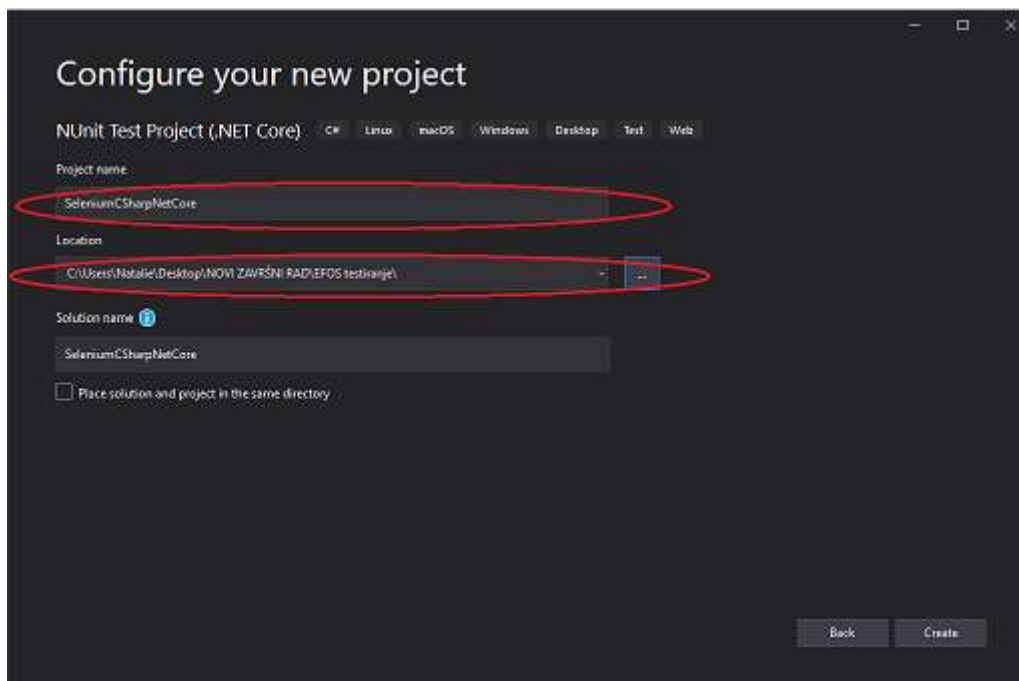 Configure your new project
NUnit Test Project (.NET Core) C# Linux macOS Windows Desktop Test Web
Project name
SeleniumCSharpNetCore
Location
C:\Users\Natalie\Desktop\NOVI ZAVRŠNI RAD\EFOS testiranje\
...
Solution name
SeleniumCSharpNetCore
Place solution and project in the same directory
Back Create